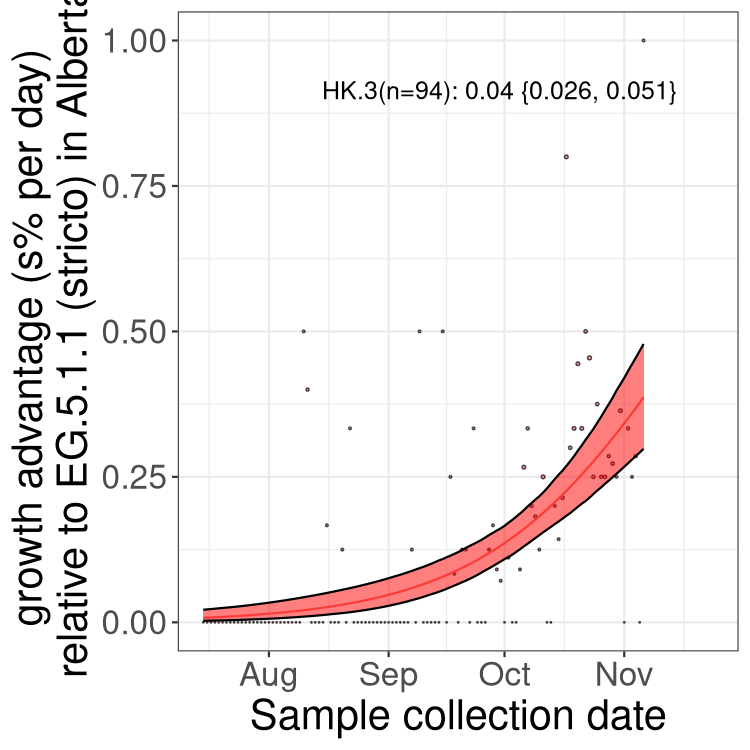 growth advantage (s% per day)
relative to EG.5.1.1 (stricto) in Alberta
1.00
0.75
0.50
0.25
0.00
HK.3(n=94): 0.04 {0.026, 0.051}
Aug Sep Oct Nov
Sample collection date